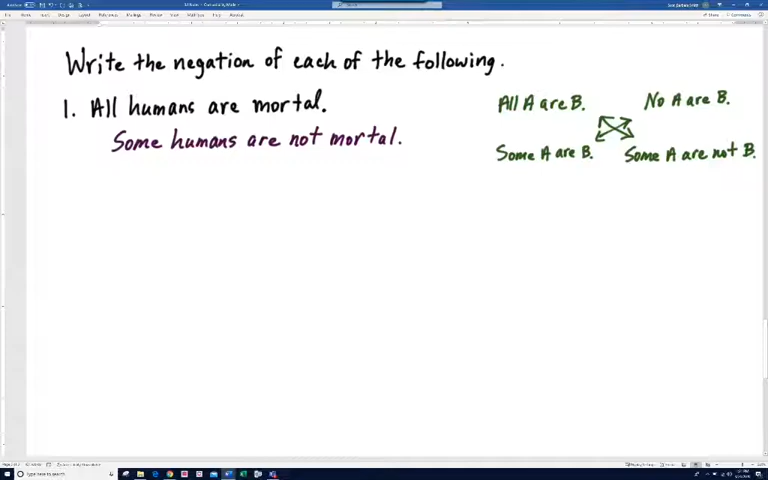 Write the negation of each of the following.
1. All humans are mortal.
Some humans are not mortal.
All A are B. No A are B.
Some A are B. Some A are not B.